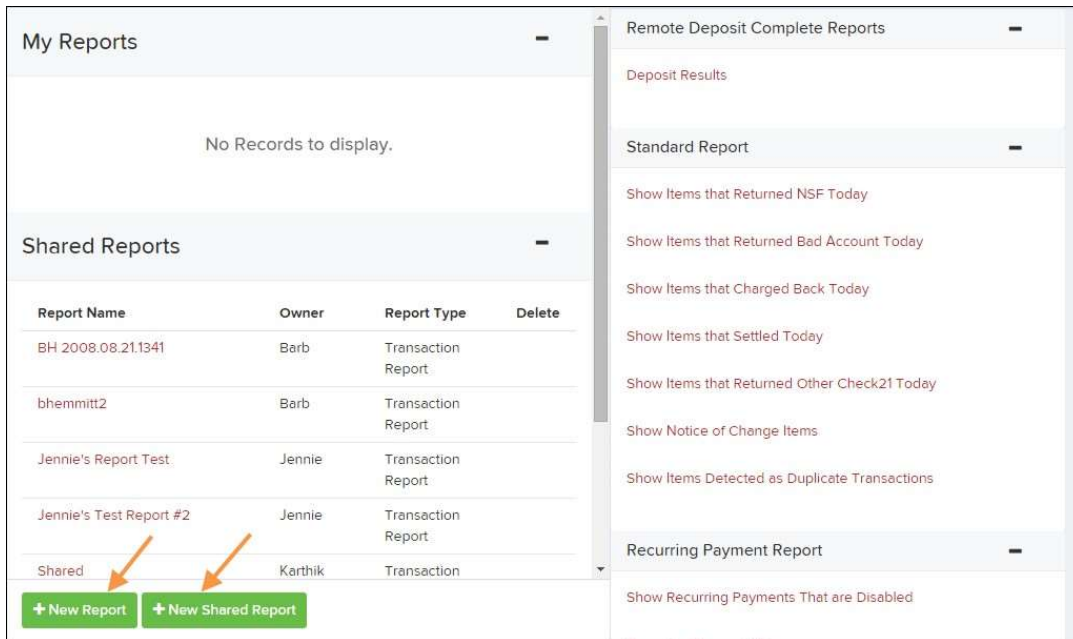 My Reports
No Records to display.
Shared Reports
Report Name Owner Report Type Delete
BH 2008.08.21.1341 Barb Transaction
Report
bhemmitt2 Barb Transaction
Report
Jennie's Report Test Jennie Transaction
Report
Jennie's Test Report #2 Jennie Transaction
Report
Shared Karthik Transaction
+ New Report + New Shared Report
Remote Deposit Complete Reports
Deposit Results
Standard Report
Show Items that Returned NSF Today
Show Items that Returned Bad Account Today
Show Items that Charged Back Today
Show Items that Settled Today
Show Items that Returned Other Check21 Today
Show Notice of Change Items
Show Items Detected as Duplicate Transactions
Recurring Payment Report
Show Recurring Payments That are Disabled